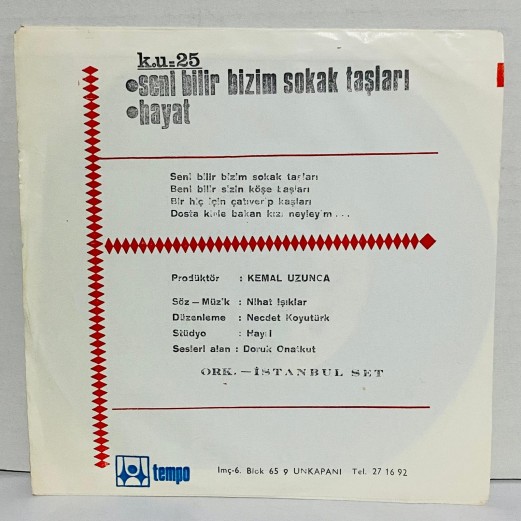 k.u=25
•seni bilir bizim sokak taşları
•hayat
Seni bilir bizim sokak taşları
Beni bilir sizin köşe taşları
Bir hiç için çatıverip kaşları
Dosta kinle bakan kızı neyleyim . . .
Prodüktör : KEMAL UZUNCA
Söz – Müzik : Nihat Işıklar
Düzenleme : Necdet Koyutürk
Stüdyo : Hayri
Sesleri alan : Doruk Onatkut
ORK. – İSTANBUL SET
tempo
Imç-6. Blok 65 9 UNKAPANI Tel. 27 16 92